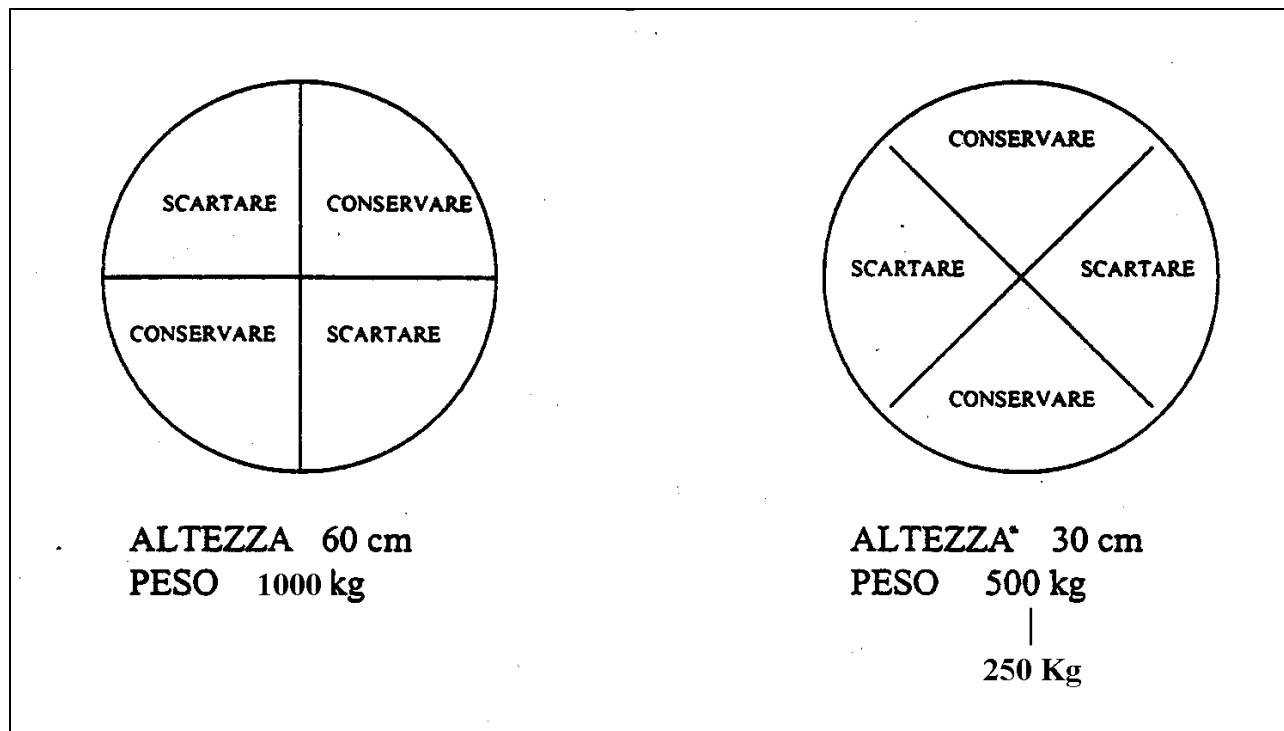 CONSERVARE
SCARTARE CONSERVARE
SCARTARE SCARTARE
CONSERVARE SCARTARE
CONSERVARE
ALTEZZA 60 cm
PESO 1000 kg
ALTEZZA 30 cm
PESO 500 kg
250 Kg